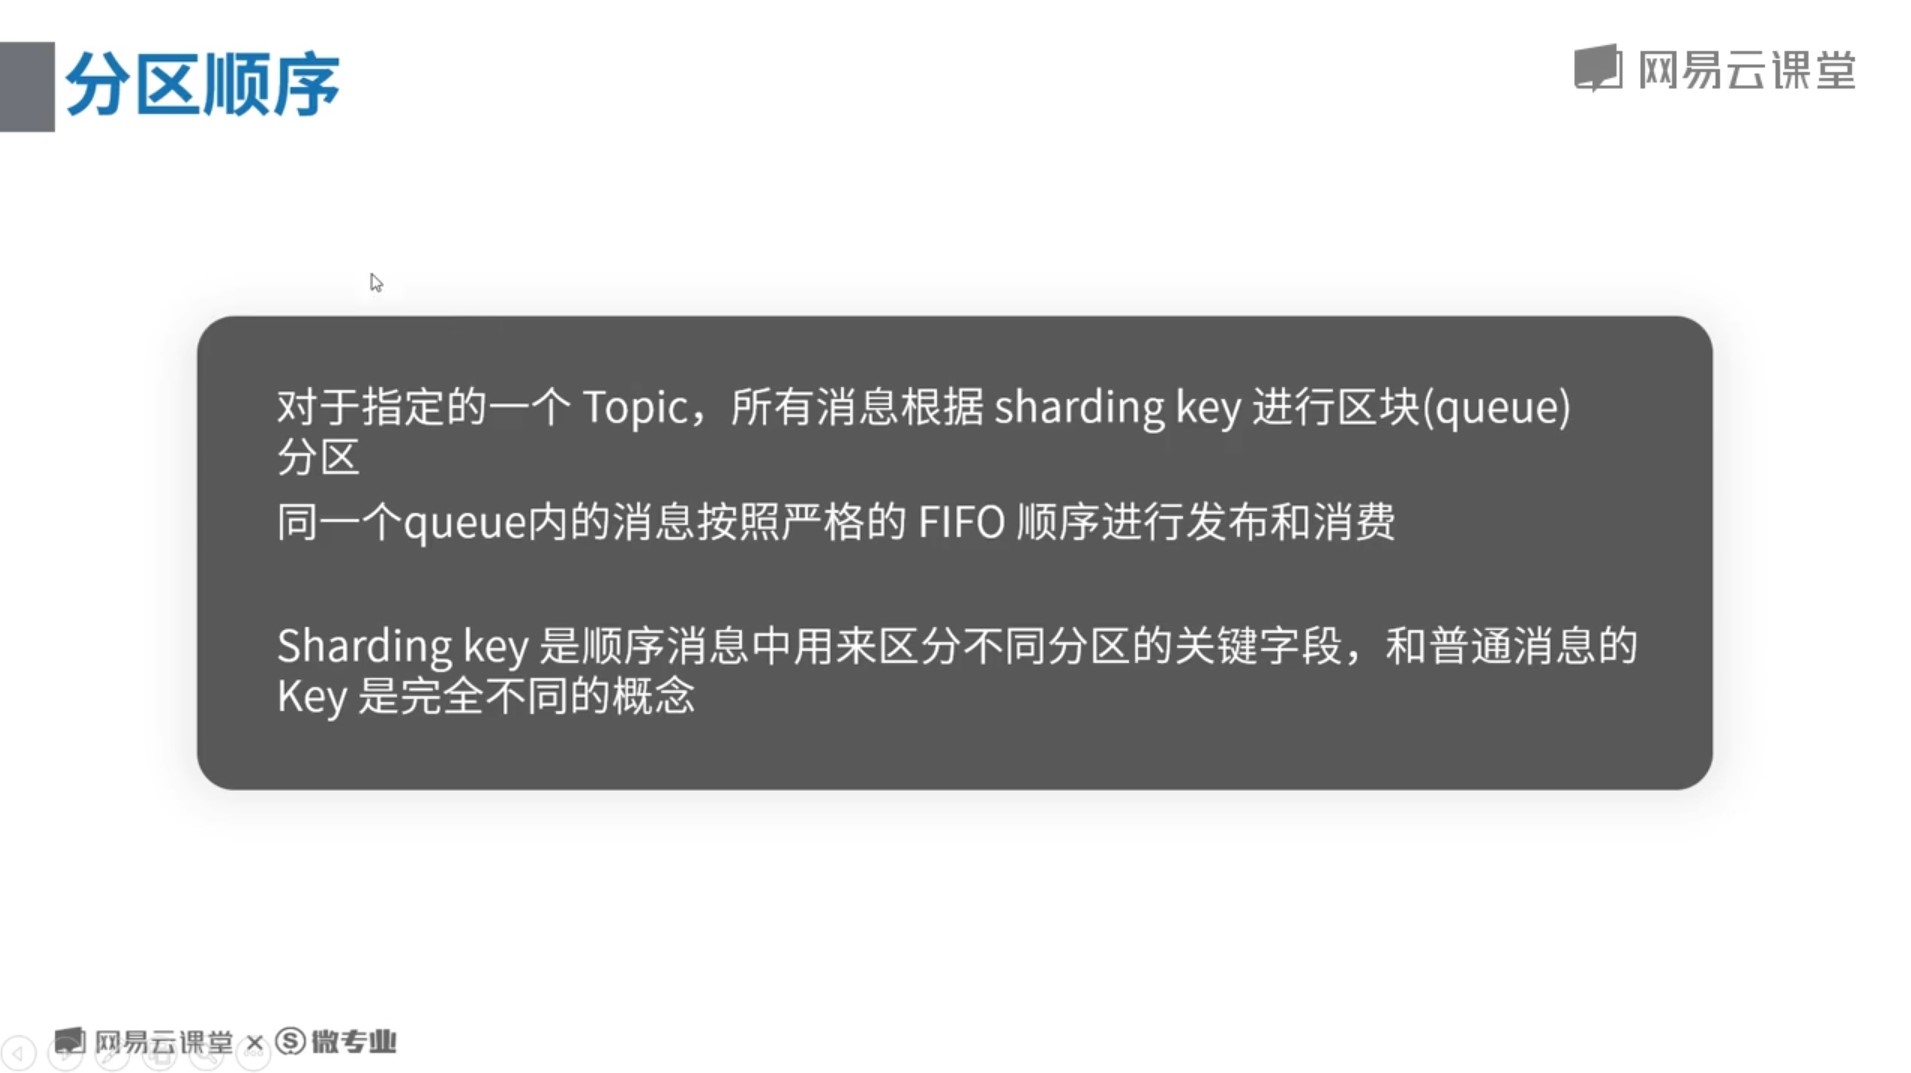 分区顺序
网易云课堂
对于指定的一个 Topic，所有消息根据 sharding key 进行区块(queue)
分区
同一个queue内的消息按照严格的 FIFO 顺序进行发布和消费
Sharding key 是顺序消息中用来区分不同分区的关键字段，和普通消息的
Key 是完全不同的概念
网易云课堂 × Ⓢ 微专业